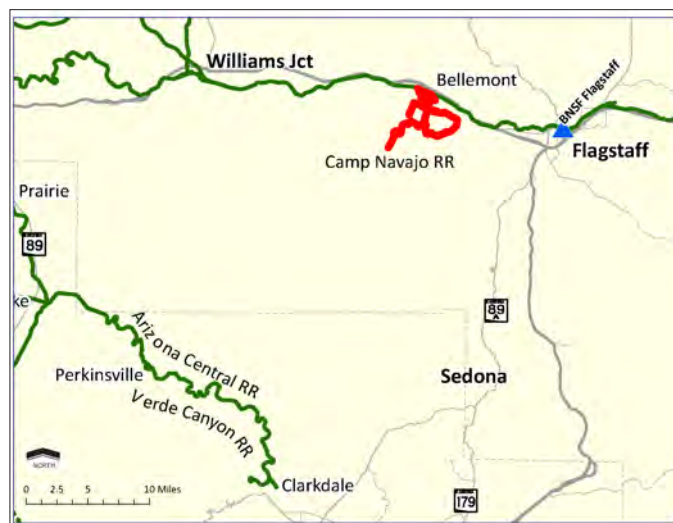 Williams Jct
Bellemont
BNSF Flagstaff
Camp Navajo RR
Flagstaff
Prairie
89
ke
89
A
Arizona Central RR
Perkinsville
Sedona
Verde Canyon RR
NORTH
Clarkdale
0 2.5 5 10 Miles
179